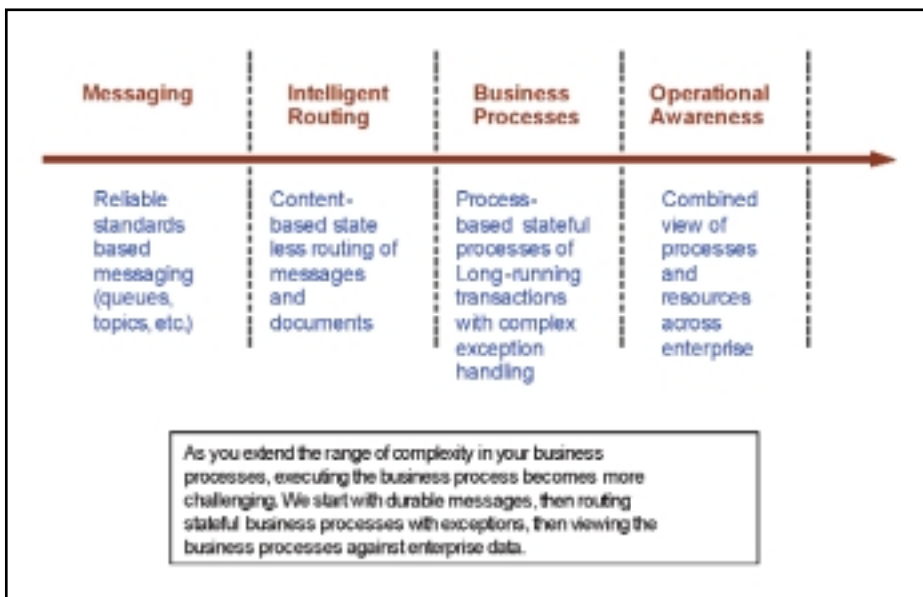 Messaging
Intelligent
Routing
Business
Processes
Operational
Awareness
Reliable
standards
based
messaging
(queues,
topics, etc.)
Content-
based state
less routing of
messages
and
documents
Process-
based stateful
processes of
Long-running
transactions
with complex
exception
handling
Combined
view of
processes
and
resources
across
enterprise
As you extend the range of complexity in your business
processes, executing the business process becomes more
challenging. We start with durable messages, then routing
stateful business processes with exceptions, then viewing the
business processes against enterprise data.